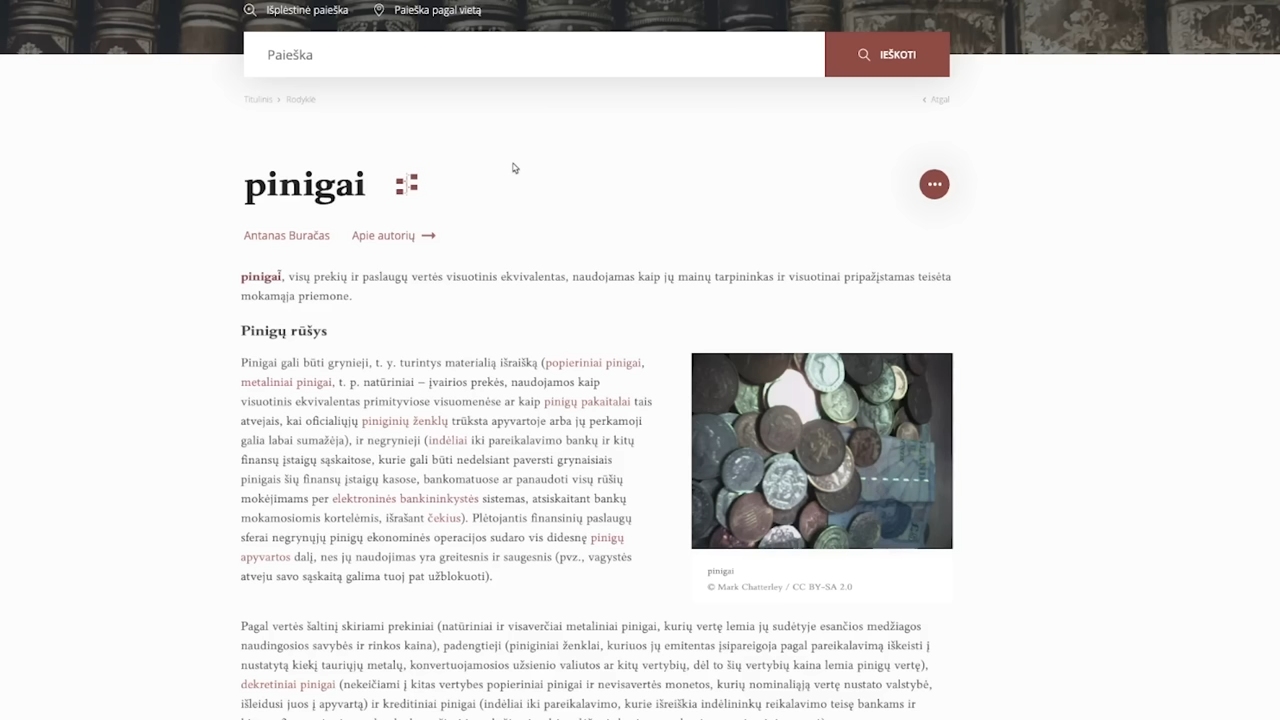 Išplėstinė paieška Paieška pagal vietą
Paieška IEŠKOTI
Titulinis › Rodyklė ‹ Atgal
pinigai
Antanas Buračas Apie autorių
pinigaĩ, visų prekių ir paslaugų vertės visuotinis ekvivalentas, naudojamas kaip jų mainų tarpininkas ir visuotinai pripažįstamas teisėta
mokamąja priemone.
Pinigų rūšys
Pinigai gali būti grynieji, t. y. turintys materialią išraišką (popieriniai pinigai,
metaliniai pinigai, t. p. natūriniai – įvairios prekės, naudojamos kaip
visuotinis ekvivalentas primityviose visuomenėse ar kaip pinigų pakaitalai tais
atvejais, kai oficialiųjų piniginių ženklų trūksta apyvartoje arba jų perkamoji
galia labai sumažėja), ir negrynieji (indėliai iki pareikalavimo bankų ir kitų
finansų įstaigų sąskaitose, kurie gali būti nedelsiant paversti grynaisiais
pinigais šių finansų įstaigų kasose, bankomatuose ar panaudoti visų rūšių
mokėjimams per elektroninės bankininkystės sistemas, atsiskaitant bankų
mokamosiomis kortelėmis, išrašant čekius). Plėtojantis finansinių paslaugų
sferai negrynųjų pinigų ekonominės operacijos sudaro vis didesnę pinigų
apyvartos dalį, nes jų naudojimas yra greitesnis ir saugesnis (pvz., vagystės
atveju savo sąskaitą galima tuoj pat užblokuoti).
pinigai
© Mark Chatterley / CC BY-SA 2.0
Pagal vertės šaltinį skiriami prekiniai (natūriniai ir visaverčiai metaliniai pinigai, kurių vertę lemia jų sudėtyje esančios medžiagos
naudingosios savybės ir rinkos kaina), padengtieji (piniginiai ženklai, kuriuos jų emitentas įsipareigoja pagal pareikalavimą iškeisti į
nustatytą kiekį tauriųjų metalų, konvertuojamosios užsienio valiutos ar kitų vertybių, dėl to šių vertybių kaina lemia pinigų vertę),
dekretiniai pinigai (nekeičiami į kitas vertybes popieriniai pinigai ir nevisavertės monetos, kurių nominaliąją vertę nustato valstybė,
išleidusi juos į apyvartą) ir kreditiniai pinigai (indėliai iki pareikalavimo, kurie išreiškia indėlininkų reikalavimo teisę bankams ir